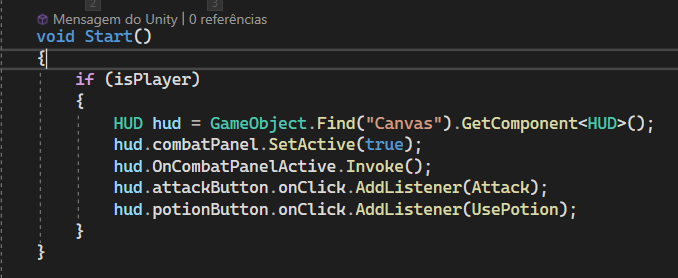 2 3
Mensagem do Unity | 0 referências
void Start()
{
if (isPlayer)
{
HUD hud = GameObject.Find("Canvas").GetComponent<HUD>();
hud.combatPanel.SetActive(true);
hud.OnCombatPanelActive.Invoke();
hud.attackButton.onClick.AddListener(Attack);
hud.potionButton.onClick.AddListener(UsePotion);
}
}